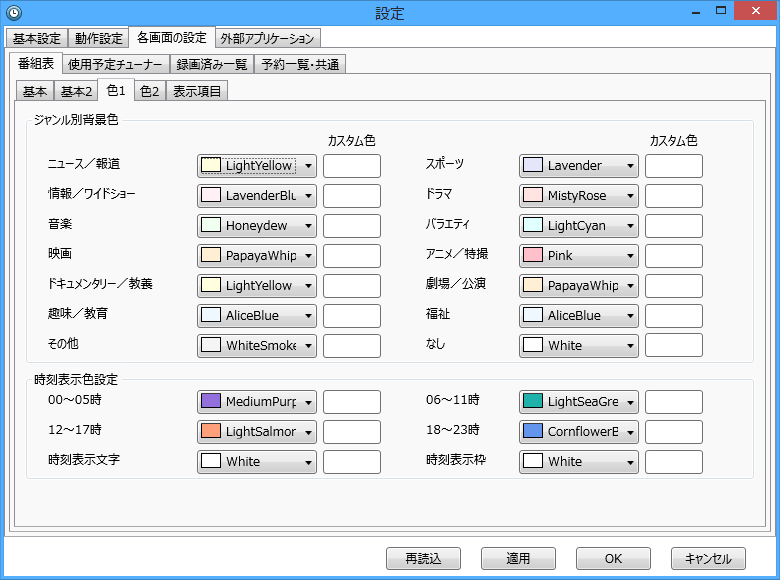 設定
基本設定 動作設定 各画面の設定 外部アプリケーション
番組表 使用予定チューナー 録画済み一覧 予約一覧・共通
基本 基本2 色1 色2 表示項目
ジャンル別背景色
カスタム色 カスタム色
ニュース／報道 LightYellow スポーツ Lavender
情報／ワイドショー LavenderBlu ドラマ MistyRose
音楽 Honeydew バラエティ LightCyan
映画 PapayaWhip アニメ／特撮 Pink
ドキュメンタリー／教養 LightYellow 劇場／公演 PapayaWhip
趣味／教育 AliceBlue 福祉 AliceBlue
その他 WhiteSmoke なし White
時刻表示色設定
00～05時 MediumPurp 06～11時 LightSeaGre
12～17時 LightSalmon 18～23時 CornflowerB
時刻表示文字 White 時刻表示枠 White
再読込 適用 OK キャンセル